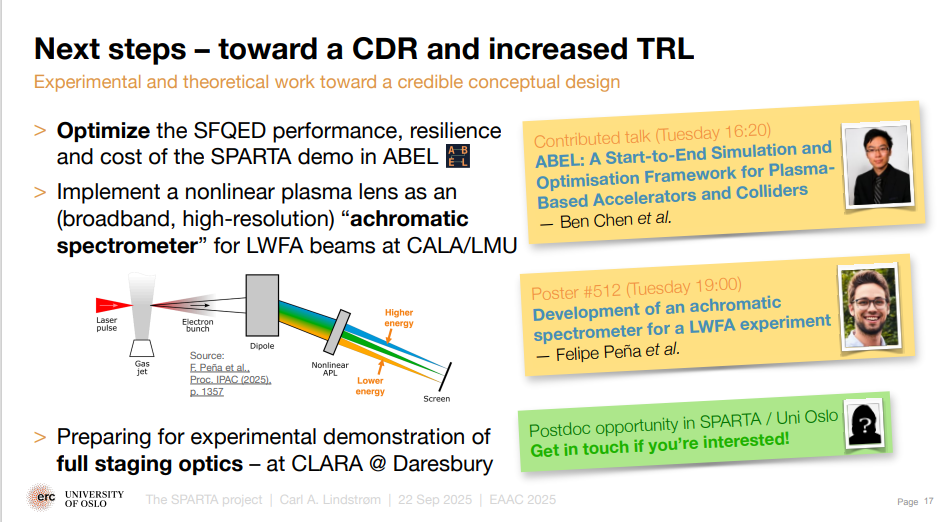 Next steps – toward a CDR and increased TRL
Experimental and theoretical work toward a credible conceptual design
> Optimize the SFQED performance, resilience
and cost of the SPARTA demo in ABEL
A B
E L
> Implement a nonlinear plasma lens as an
(broadband, high-resolution) “achromatic
spectrometer” for LWFA beams at CALA/LMU
Laser
pulse
Gas
jet
Electron
bunch
Dipole
Nonlinear
APL
Higher
energy
Lower
energy
Screen
Source:
F. Peña et al.,
Proc. IPAC (2025),
p. 1357
> Preparing for experimental demonstration of
full staging optics – at CLARA @ Daresbury
Contributed talk (Tuesday 16:20)
ABEL: A Start-to-End Simulation and
Optimisation Framework for Plasma-
Based Accelerators and Colliders
— Ben Chen et al.
Poster #512 (Tuesday 19:00)
Development of an achromatic
spectrometer for a LWFA experiment
— Felipe Peña et al.
Postdoc opportunity in SPARTA / Uni Oslo
Get in touch if you’re interested!
?
erc
UNIVERSITY
OF OSLO
The SPARTA project | Carl A. Lindstrøm | 22 Sep 2025 | EAAC 2025
Page 17